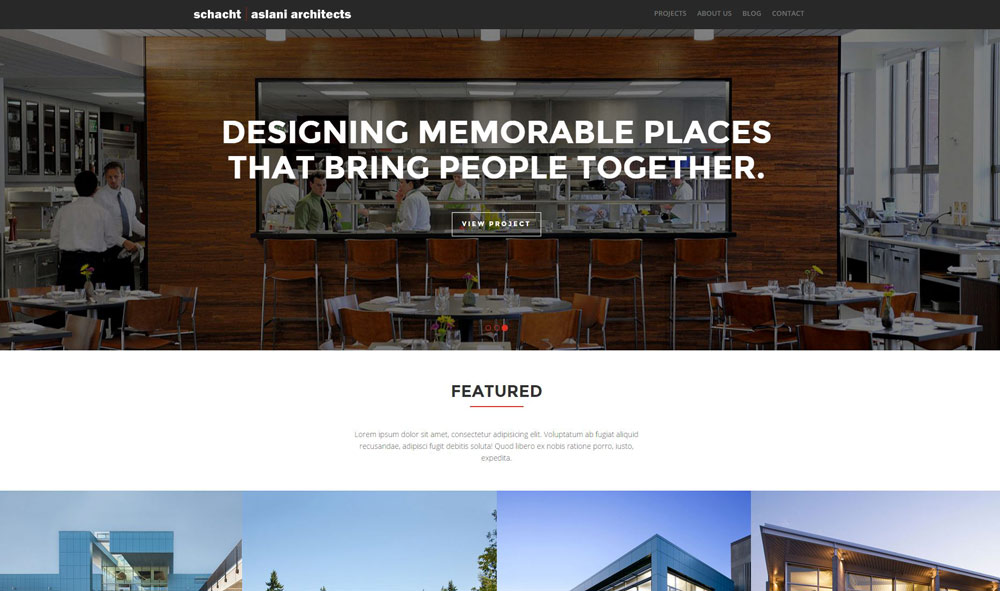 schacht aslani architects
PROJECTS ABOUT US BLOG CONTACT
DESIGNING MEMORABLE PLACES
THAT BRING PEOPLE TOGETHER.
VIEW PROJECT
FEATURED
Lorem ipsum dolor sit amet, consectetur adipisicing elit. Voluptatum ab fugiat aliquid
recusandae, adipisci fugit debitis soluta! Quod libero ex nobis ratione porro, iusto,
expedita.